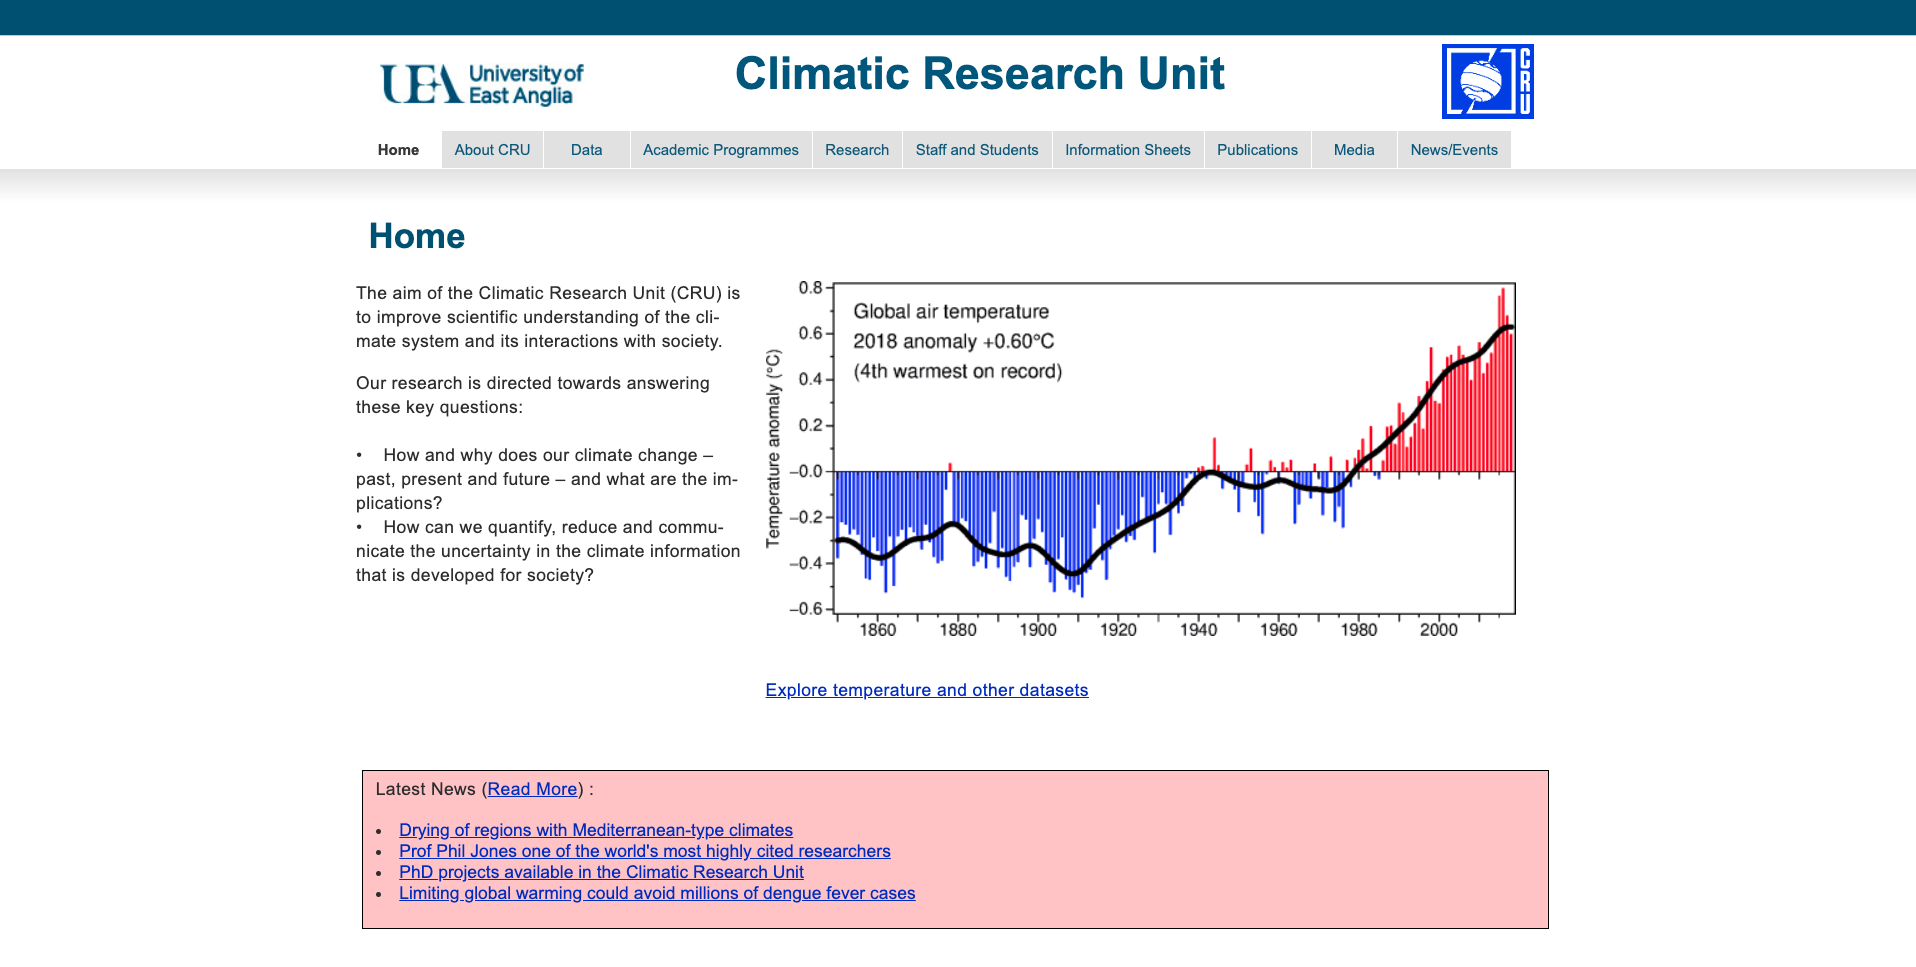 UEA University of
East Anglia
Climatic Research Unit
CRU
Home
About CRU
Data
Academic Programmes
Research
Staff and Students
Information Sheets
Publications
Media
News/Events
Home
The aim of the Climatic Research Unit (CRU) is
to improve scientific understanding of the cli-
mate system and its interactions with society.
Our research is directed towards answering
these key questions:
• How and why does our climate change –
past, present and future – and what are the im-
plications?
• How can we quantify, reduce and commu-
nicate the uncertainty in the climate information
that is developed for society?
Global air temperature
2018 anomaly +0.60°C
(4th warmest on record)
Temperature anomaly (°C)
0.8
0.6
0.4
0.2
−0.0
−0.2
−0.4
−0.6
1860 1880 1900 1920 1940 1960 1980 2000
Explore temperature and other datasets
Latest News (Read More) :
• Drying of regions with Mediterranean-type climates
• Prof Phil Jones one of the world's most highly cited researchers
• PhD projects available in the Climatic Research Unit
• Limiting global warming could avoid millions of dengue fever cases